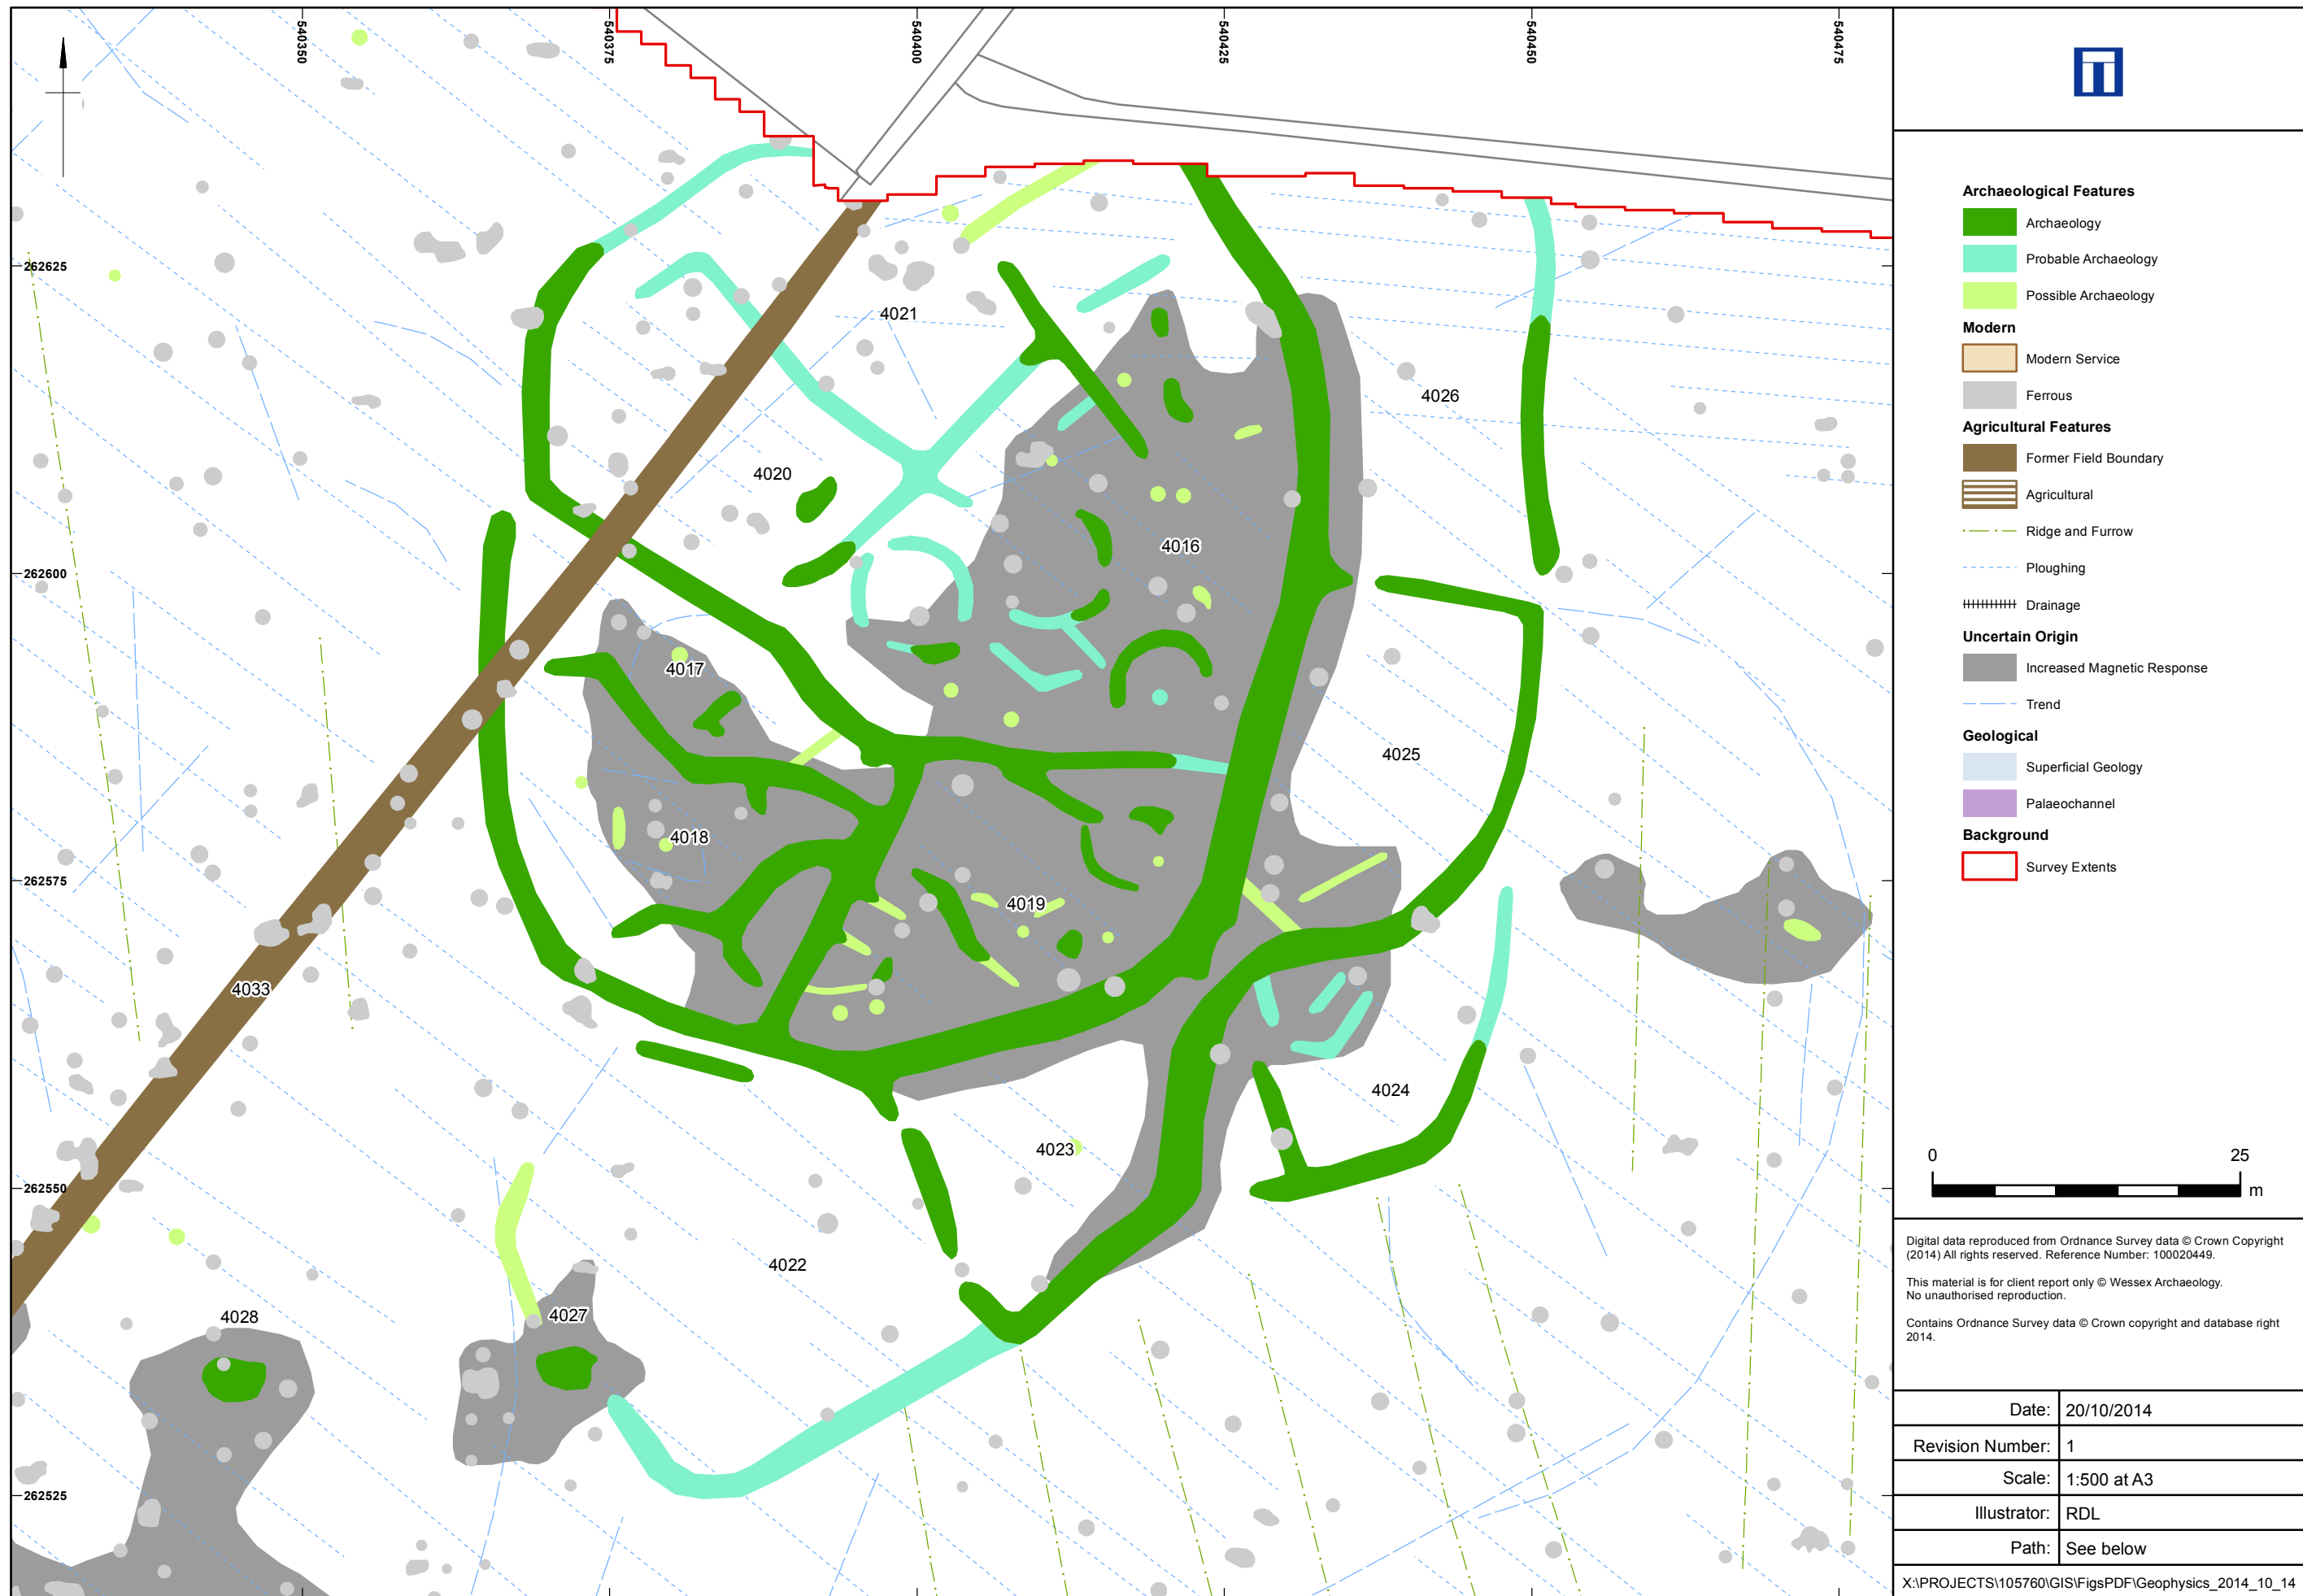 540350
540375
540400
540425
540450
540475
262625
262600
262575
262550
262525
4021
4026
4020
4016
4017
4025
4018
4019
4033
4024
4023
4022
4028
4027
Archaeological Features
Archaeology
Probable Archaeology
Possible Archaeology
Modern
Modern Service
Ferrous
Agricultural Features
Former Field Boundary
Agricultural
Ridge and Furrow
Ploughing
Drainage
Uncertain Origin
Increased Magnetic Response
Trend
Geological
Superficial Geology
Palaeochannel
Background
Survey Extents
0 25
m
Digital data reproduced from Ordnance Survey data © Crown Copyright
(2014) All rights reserved. Reference Number: 100020449.
This material is for client report only © Wessex Archaeology.
No unauthorised reproduction.
Contains Ordnance Survey data © Crown copyright and database right
2014.
Date: 20/10/2014
Revision Number: 1
Scale: 1:500 at A3
Illustrator: RDL
Path: See below
X:\PROJECTS\105760\GIS\FigsPDF\Geophysics_2014_10_14